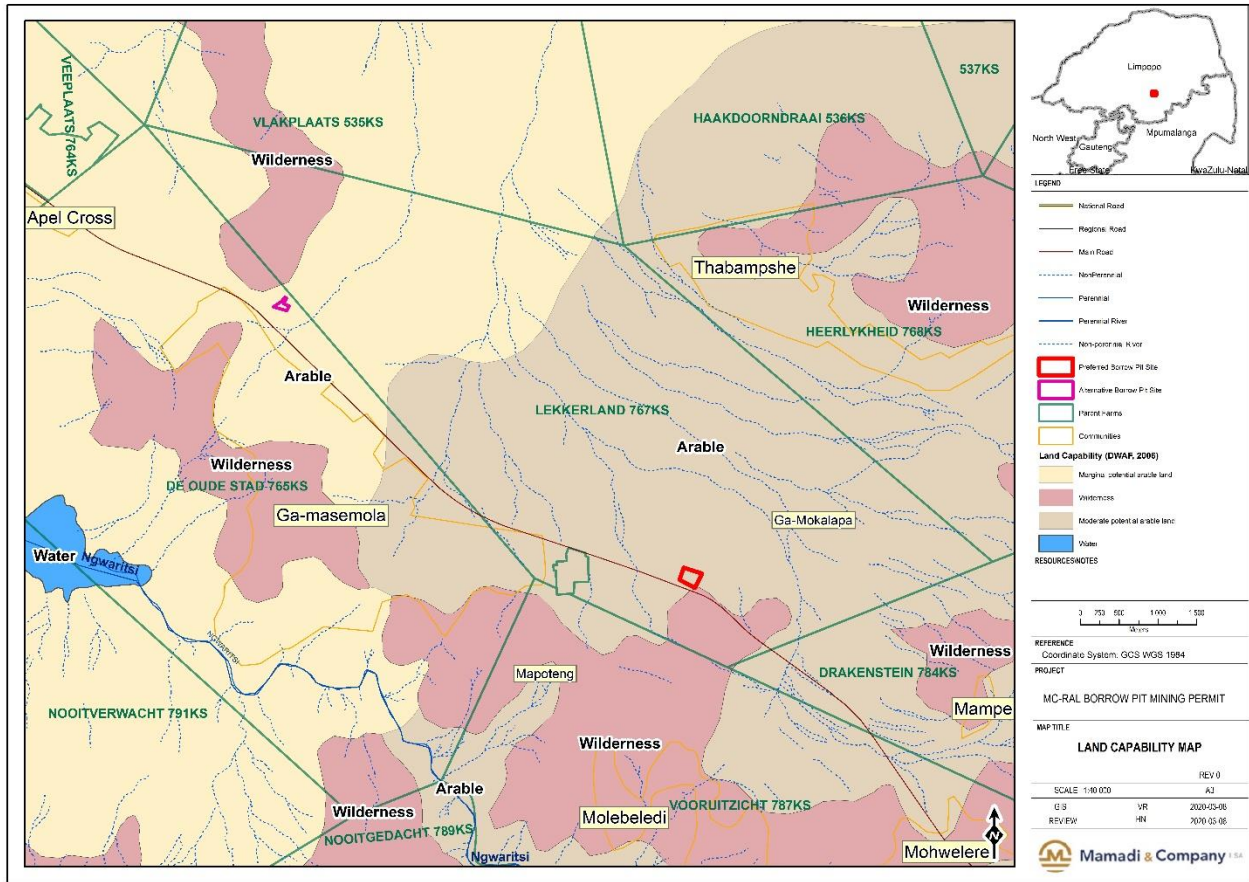 VEEPLAATS 764KS
VLAKPLAATS 535KS
HAAKDOORNDRAAI 536KS
537KS
Wilderness
Apel Cross
Thabampshe
Wilderness
HEERLYKHEID 768KS
Arable
LEKKERLAND 767KS
Arable
Wilderness
DE OUDE STAD 765KS
Ga-masemola
Ga-Mokalapa
Water
Ngwaritsi
NGWARITSI
Mapoteng
Wilderness
DRAKENSTEIN 784KS
NOOITVERWACHT 791KS
Mampe
Wilderness
Arable
VOORUITZICHT 787KS
Wilderness
Molebeledi
NOOITGEDACHT 789KS
Ngwaritsi
Mohwelere
N
Limpopo
North West
Mpumalanga
Gauteng
Free State
KwaZulu-Natal
LEGEND
National Road
Regional Road
Main Road
NonPerennial
Perennial
Perennial River
Non-perennial River
Preferred Borrow Pit Site
Alternative Borrow Pit Site
Parent Farms
Communities
Land Capability (DWAF, 2006)
Marginal potential arable land
Wilderness
Moderate potential arable land
Water
RESOURCES\NOTES
Meters
REFERENCE
Coordinate System: GCS WGS 1984
PROJECT
MC-RAL BORROW PIT MINING PERMIT
MAP TITLE
LAND CAPABILITY MAP
REV 0
SCALE 1:40 000 A3
GIS VR 2020-03-08
REVIEW HN 2020-03-08
Mamadi & Company